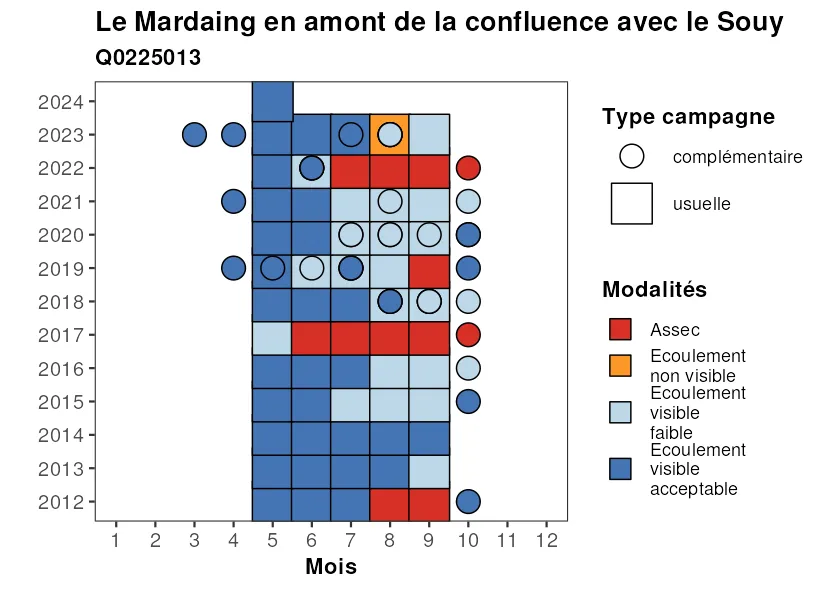 Le Mardaing en amont de la confluence avec le Souy
Q0225013
2024
2023
2022
2021
2020
2019
2018
2017
2016
2015
2014
2013
2012
1 2 3 4 5 6 7 8 9 10 11 12
Mois
Type campagne
complémentaire
usuelle
Modalités
Assec
Ecoulement
non visible
Ecoulement
visible
faible
Ecoulement
visible
acceptable